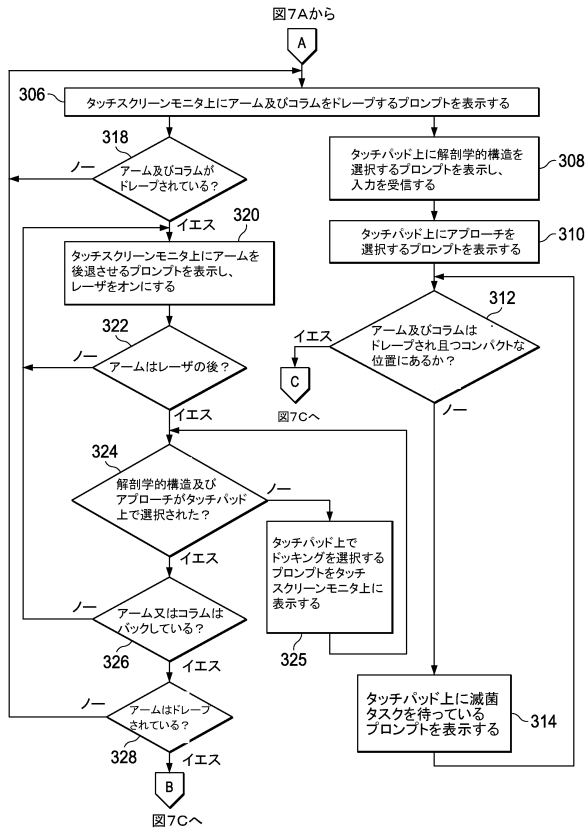 図7Aから
A
306
タッチスクリーンモニタ上にアーム及びコラムをドレープするプロンプトを表示する
318
アーム及びコラムが
ドレープされている?
ノー
イエス
320
タッチスクリーンモニタ上にアームを
後退させるプロンプトを表示し、
レーザをオンにする
322
アームはレーザの後?
ノー
イエス
324
解剖学的構造及び
アプローチがタッチパッド
上で選択された?
ノー
イエス
タッチパッド上で
ドッキングを選択する
プロンプトをタッチ
スクリーンモニタ上に
表示する
325
アーム又はコラムは
バックしている?
326
ノー
イエス
アームはドレープ
されている?
328
ノー
イエス
B
図7Cへ
タッチパッド上に解剖学的構造を
選択するプロンプトを表示し、
入力を受信する
308
タッチパッド上にアプローチを
選択するプロンプトを表示する
310
312
アーム及びコラムは
ドレープされ且つコンパクトな
位置にあるか?
イエス
C
図7Cへ
ノー
タッチパッド上に滅菌
タスクを待っている
プロンプトを表示する
314